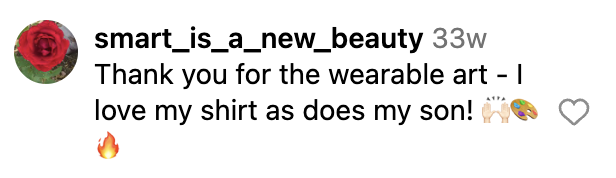 smart_is_a_new_beauty 33w
Thank you for the wearable art - I
love my shirt as does my son! 🙌🏻🎨
🔥